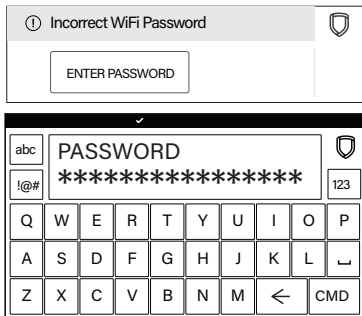 Incorrect WiFi Password
ENTER PASSWORD
abc
PASSWORD
!@#
****************
123
Q W E R T Y U I O P
A S D F G H J K L
Z X C V B N M CMD